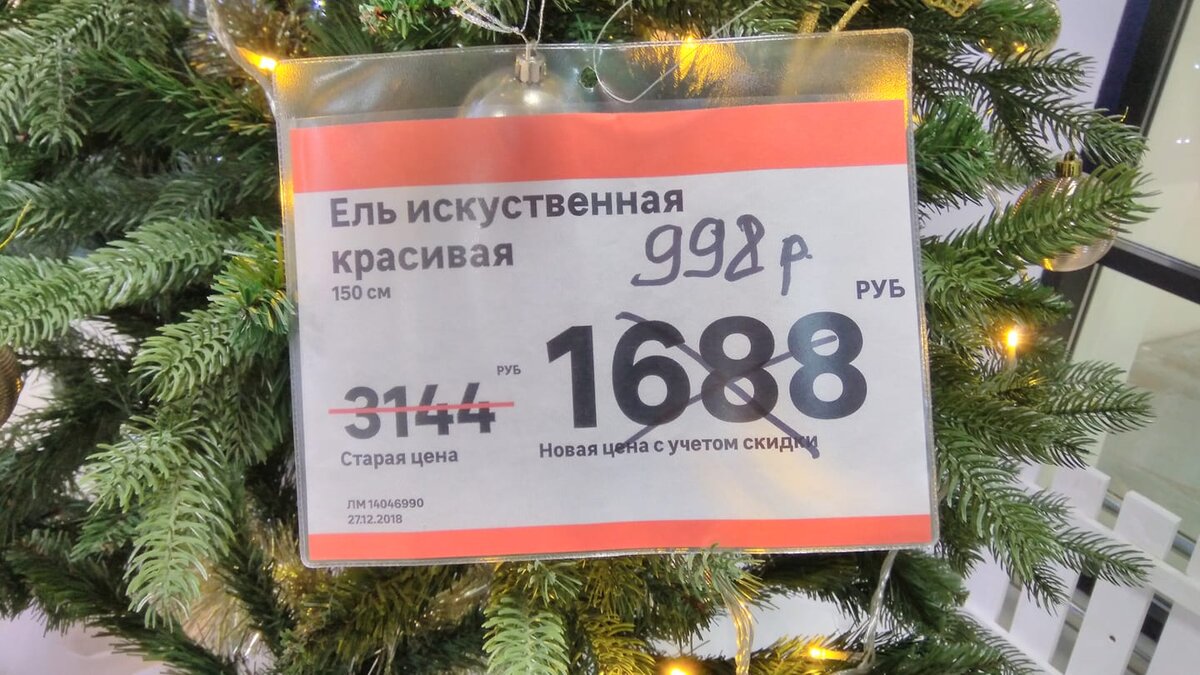 Ель искуственная
красивая
998 р.
150 см
РУБ
1688
РУБ
3144
Новая цена с учетом скидки
Старая цена
ЛМ 14046990
27.12.2018